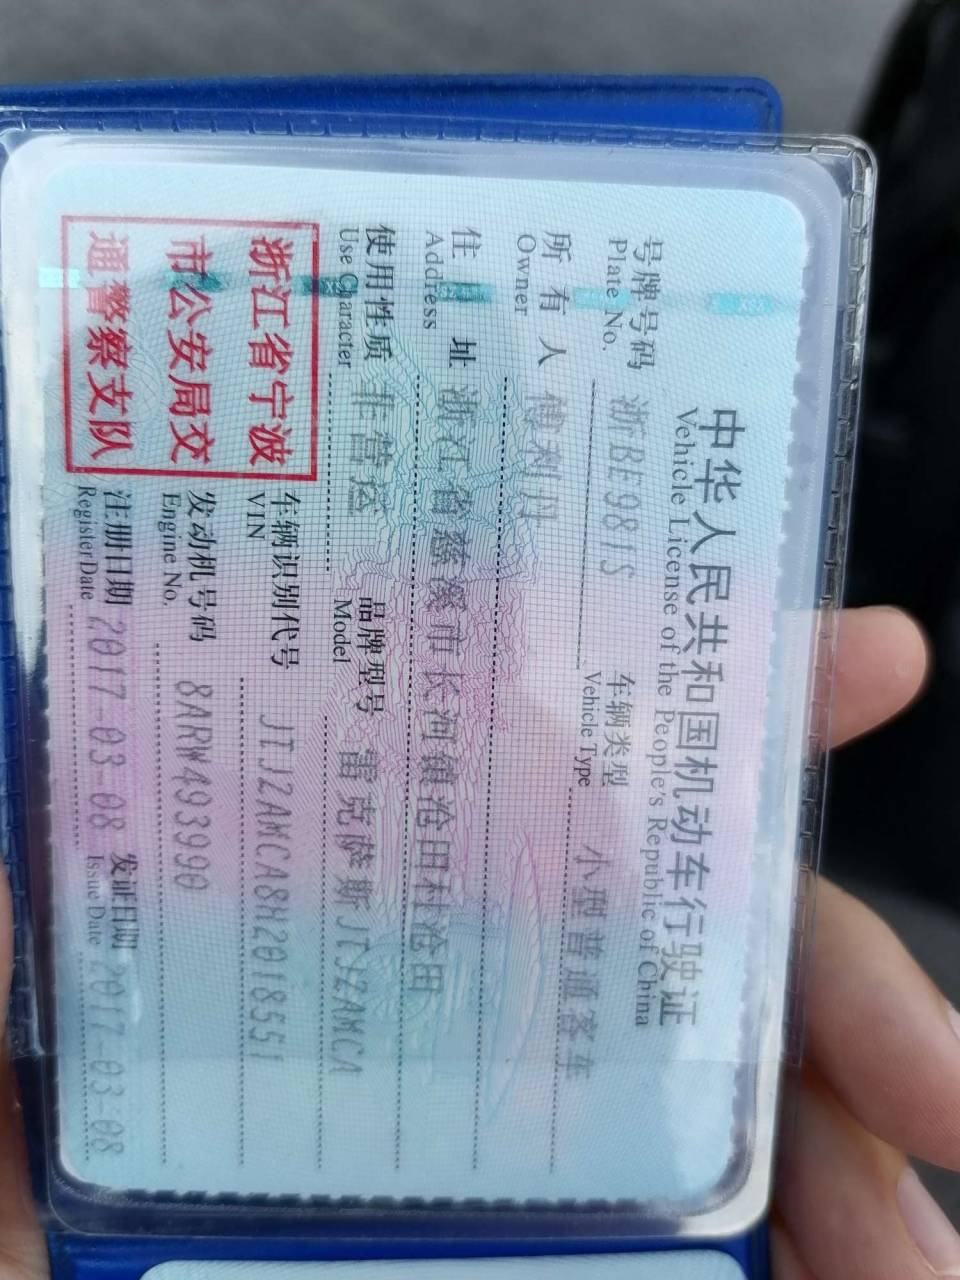 中华人民共和国机动车行驶证
Vehicle License of the People's Republic of China
号牌号码 浙BE981S 车辆类型 小型普通客车
Plate No. Vehicle Type
所有人 傅利丹
Owner
住址 浙江省慈溪市长河镇沧田村沧田
Address
使用性质 非营运 品牌型号 雷克萨斯JTJZAMCA
Use Character Model
浙江省宁波
市公安局交
通警察支队
车辆识别代号 JTJZAMCA8H2018551
VIN
发动机号码 8ARW493990
Engine No.
注册日期 2017-03-08 发证日期 2017-03-08
Register Date Issue Date